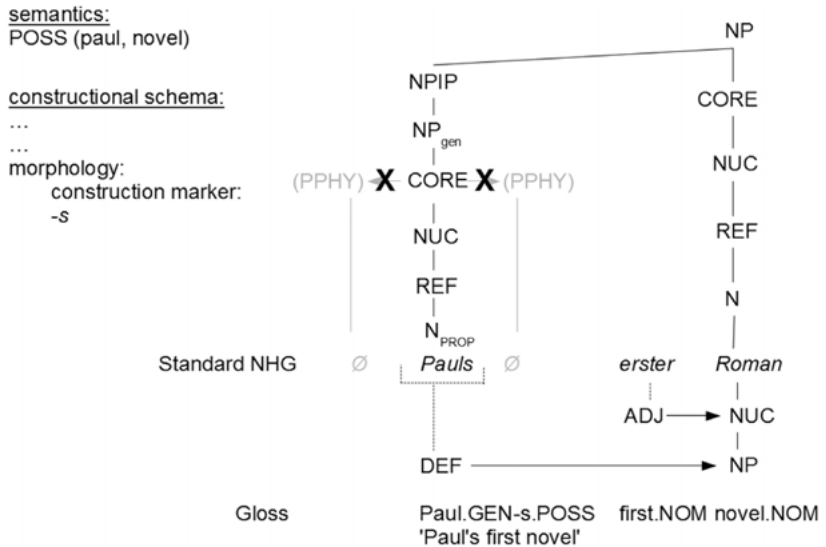 semantics:
POSS (paul, novel)
NP
NPIP
constructional schema:
CORE
...
NP gen
...
NUC
morphology:
(PPHY) X CORE X (PPHY)
construction marker:
-s
NUC
REF
REF
N
N PROP
Standard NHG Ø Pauls Ø erster Roman
ADJ NUC
DEF NP
Gloss Paul.GEN-s.POSS first.NOM novel.NOM
'Paul's first novel'